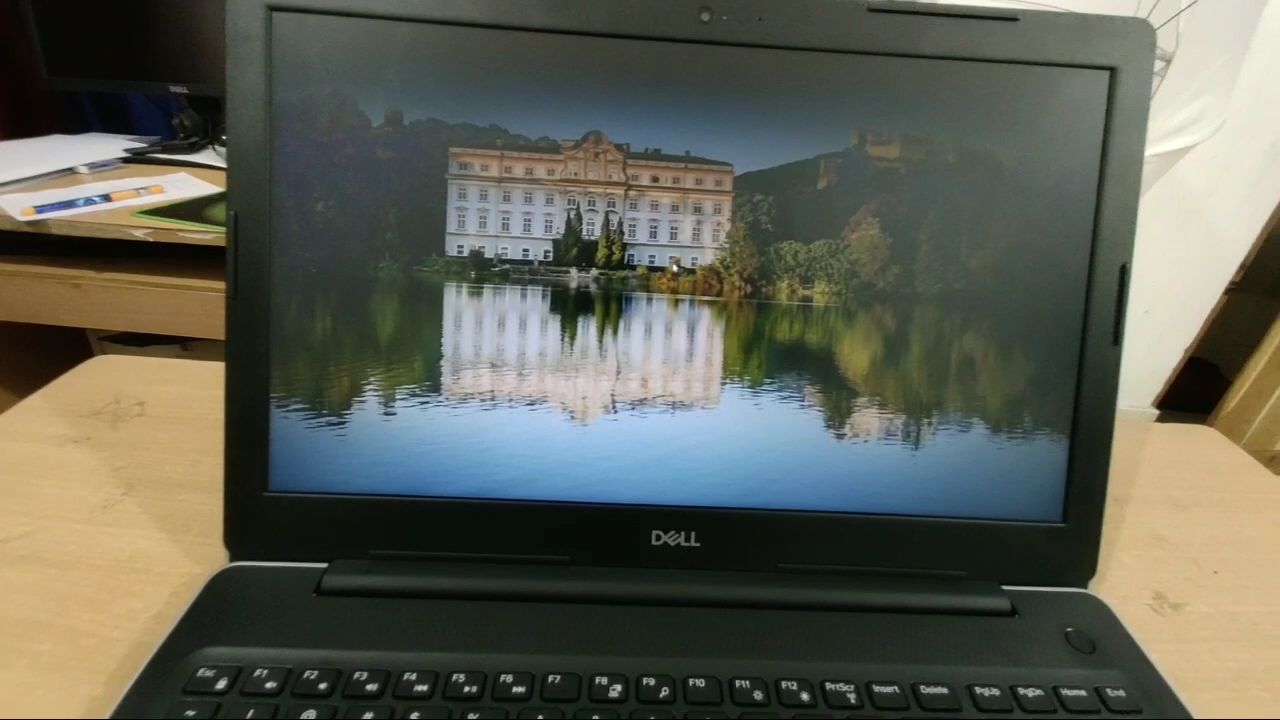 DELL
DELL
Esc F1 F2 F3 F4 F5 F6 F7 F8 F9 F10 F11 F12 PrtScr Insert Delete PgUp PgDn Home End